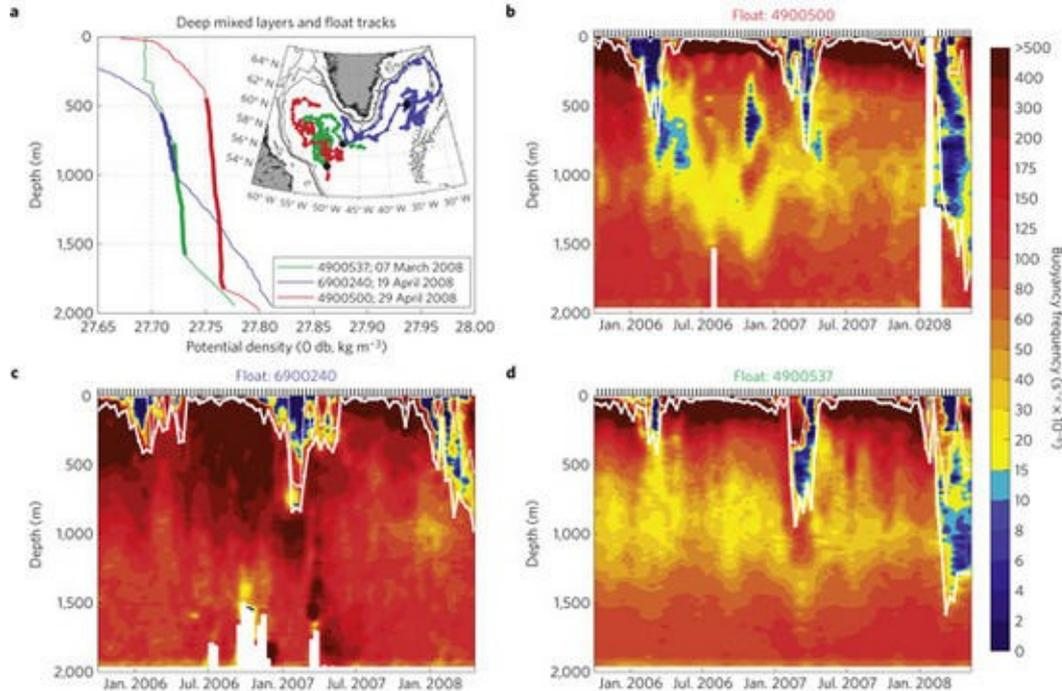 a
Deep mixed layers and float tracks
0
500
1,000
1,500
2,000
Depth (m)
64° N
62° N
60° N
58° N
56° N
54° N
60° W 55° W 50° W 45° W 40° W 35° W 30° W
4900537; 07 March 2008
6900240; 19 April 2008
4900500; 29 April 2008
27.65 27.70 27.75 27.80 27.85 27.90 27.95 28.00
Potential density (0 db, kg m⁻³)
b
Float: 4900500
0
500
1,000
1,500
2,000
Depth (m)
Jan. 2006 Jul. 2006 Jan. 2007 Jul. 2007 Jan. 02008
c
Float: 6900240
0
500
1,000
1,500
2,000
Depth (m)
Jan. 2006 Jul. 2006 Jan. 2007 Jul. 2007 Jan. 2008
d
Float: 4900537
0
500
1,000
1,500
2,000
Depth (m)
Jan. 2006 Jul. 2006 Jan. 2007 Jul. 2007 Jan. 2008
>500
400
300
200
175
150
125
100
80
60
50
40
30
20
15
10
8
6
4
2
0
Buoyancy frequency